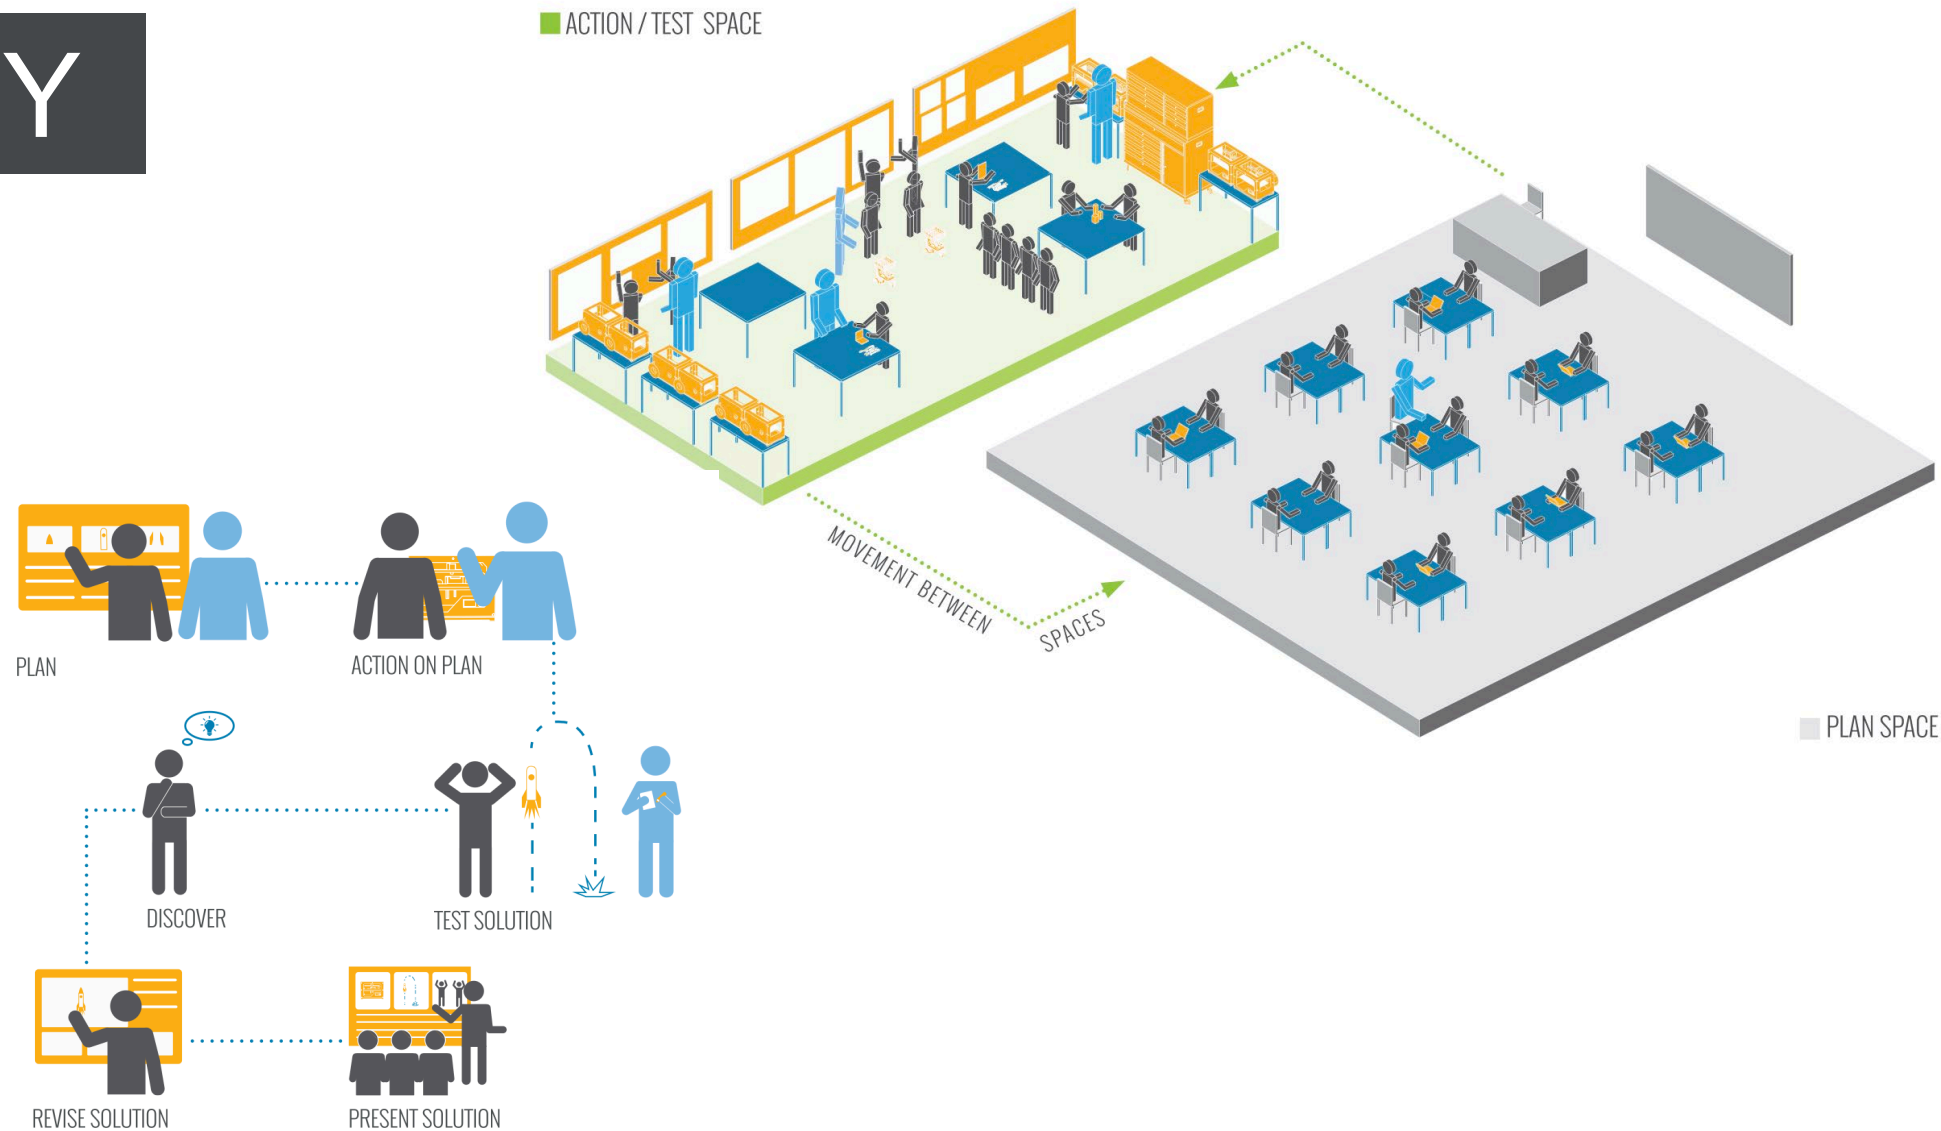 Y
ACTION / TEST SPACE
MOVEMENT BETWEEN
SPACES
PLAN SPACE
PLAN
ACTION ON PLAN
DISCOVER
TEST SOLUTION
REVISE SOLUTION
PRESENT SOLUTION